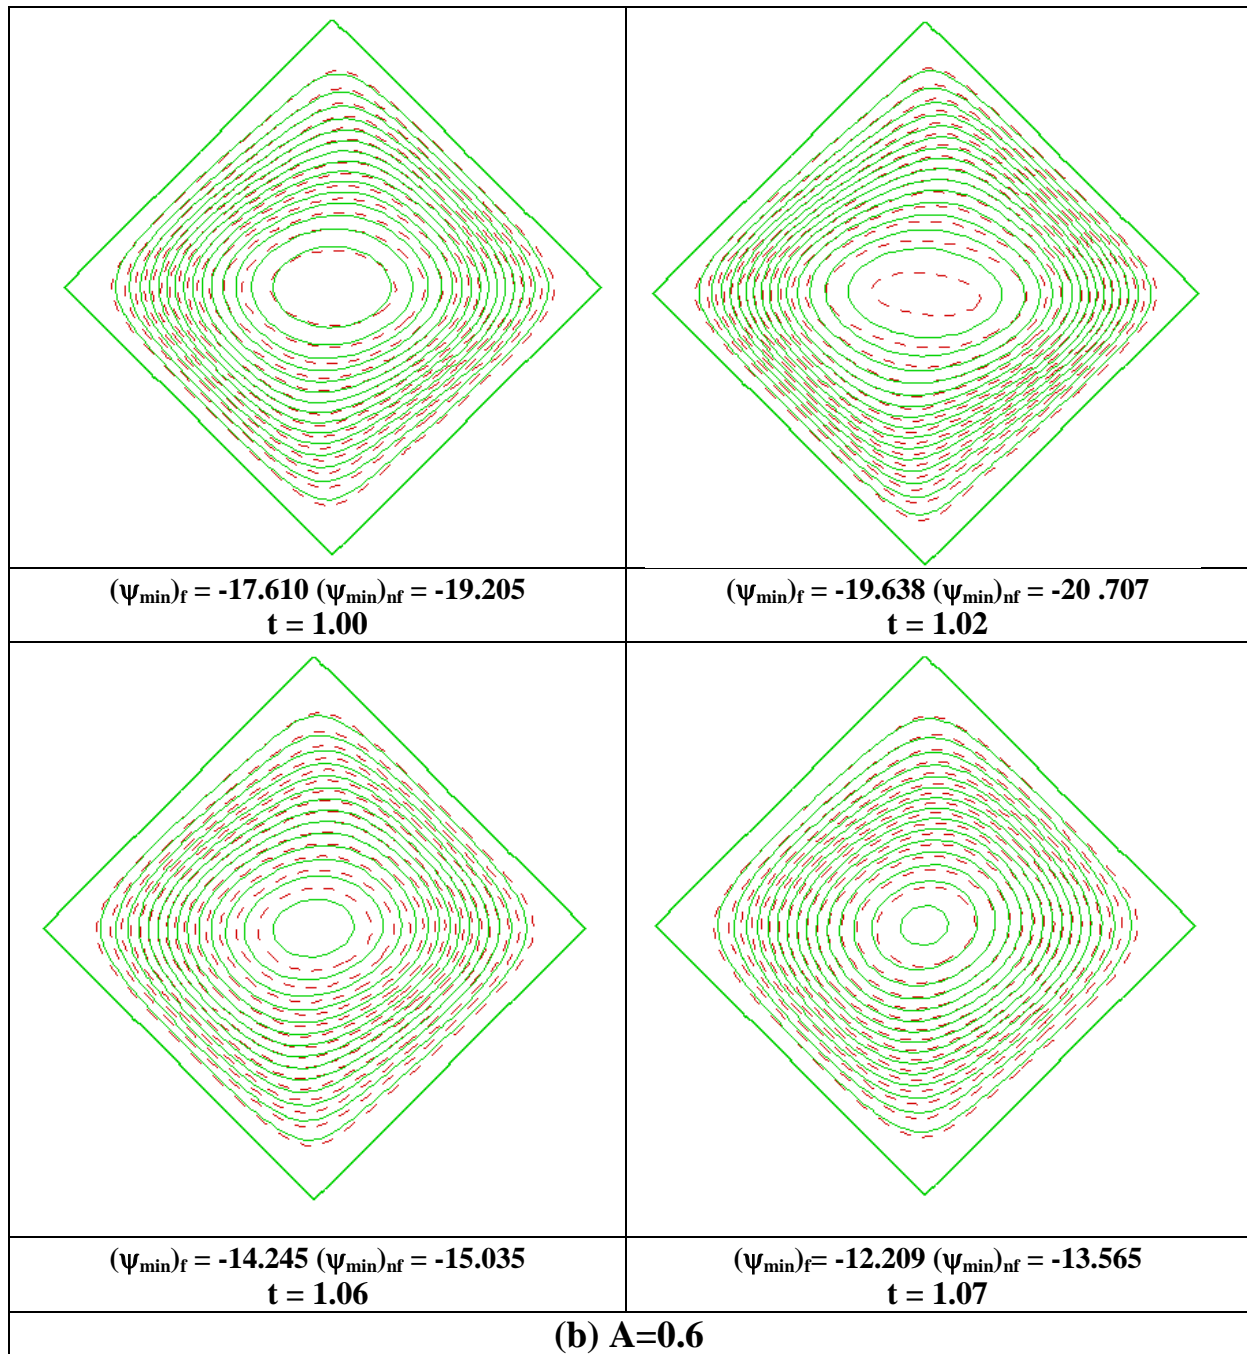 (ψmin)f = -17.610 (ψmin)nf = -19.205
t = 1.00
(ψmin)f = -19.638 (ψmin)nf = -20 .707
t = 1.02
(ψmin)f = -14.245 (ψmin)nf = -15.035
t = 1.06
(ψmin)f= -12.209 (ψmin)nf = -13.565
t = 1.07
(b) A=0.6